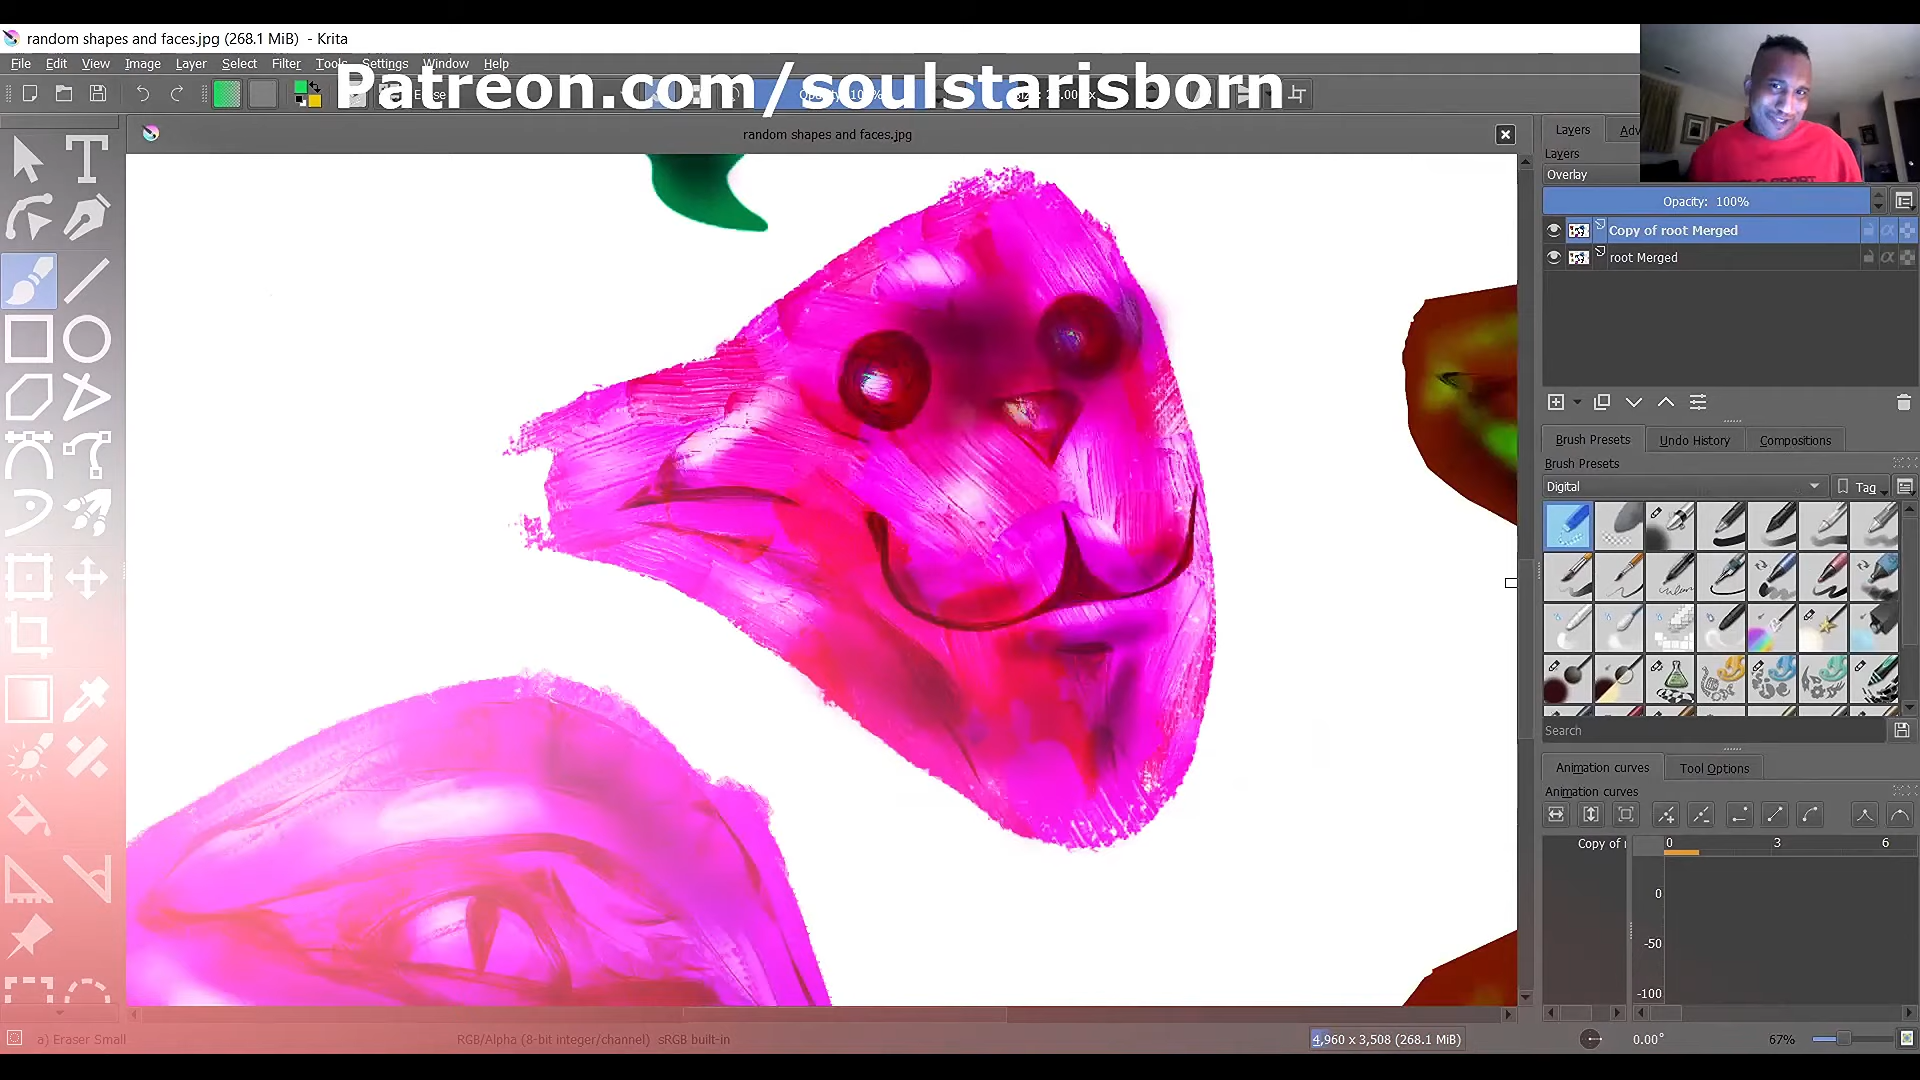 random shapes and faces.jpg (268.1 MiB) - Krita
File Edit View Image Layer Select Filter Tools Settings Window Help
Patreon.com/soulstarisborn
random shapes and faces.jpg
Layers
Layers
Overlay
Opacity: 100%
Copy of root Merged
root Merged
Brush Presets Undo History Compositions
Brush Presets
Digital Tag
Search
Animation curves Tool Options
Animation curves
Copy of
0 3 6
0
-50
-100
a) Eraser Small RGB/Alpha (8-bit integer/channel) sRGB built-in 4,960 x 3,508 (268.1 MiB) 0.00° 67%